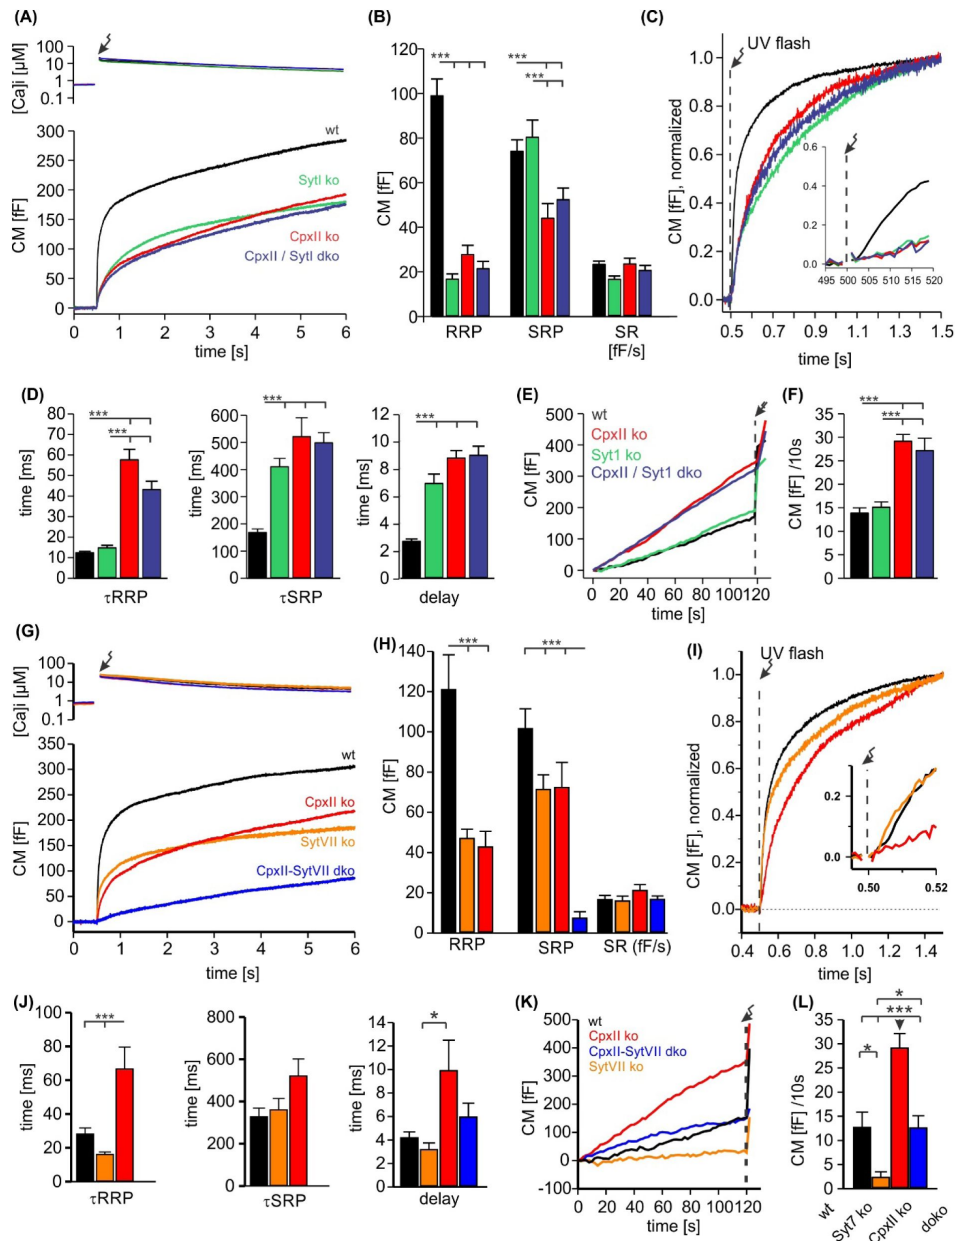 (A)
[Ca]i [µM]
100
10
1
0.1
CM [fF]
300
250
200
150
100
50
0
wt
SytI ko
CpxII ko
CpxII / SytI dko
1 2 3 4 5 6
time [s]
(B)
CM [fF]
120
100
80
60
40
20
0
***
***
RRP SRP SR
[fF/s]
(C)
UV flash
CM [fF], normalized
1.0
0.8
0.6
0.4
0.2
0.0
0.6
0.4
0.2
0.0
495 500 505 510 515 520
0.5 0.7 0.9 1.1 1.3 1.5
time [s]
(D)
time [ms]
80
70
60
50
40
30
20
10
0
***
***
τRRP
time [ms]
600
500
400
300
200
100
0
***
τSRP
time [ms]
12
10
8
6
4
2
0
***
delay
(E)
wt
CpxII ko
Syt1 ko
CpxII / Syt1 dko
CM [fF]
500
400
300
200
100
0
0 20 40 60 80 100 120
time [s]
(F)
CM [fF] /10s
35
30
25
20
15
10
5
0
***
***
(G)
[Ca]i [µM]
100
10
1
0.1
CM [fF]
350
300
250
200
150
100
50
0
wt
CpxII ko
SytVII ko
CpxII-SytVII dko
0 1 2 3 4 5 6
time [s]
(H)
CM [fF]
140
120
100
80
60
40
20
0
***
***
RRP SRP SR (fF/s)
(I)
UV flash
CM [fF], normalized
1.0
0.8
0.6
0.4
0.2
0.0
0.2
0.0
0.50 0.52
0.4 0.6 0.8 1.0 1.2 1.4
time [s]
(J)
time [ms]
100
80
60
40
20
0
***
τRRP
time [ms]
800
600
400
200
0
τSRP
time [ms]
14
12
10
8
6
4
2
0
*
delay
(K)
wt
CpxII ko
CpxII-SytVII dko
SytVII ko
CM [fF]
500
400
300
200
100
0
-100
0 20 40 60 80 100 120
time [s]
(L)
CM [fF] /10s
35
30
25
20
15
10
5
0
*
***
*
wt
Syt7 ko
CpxII ko
doko